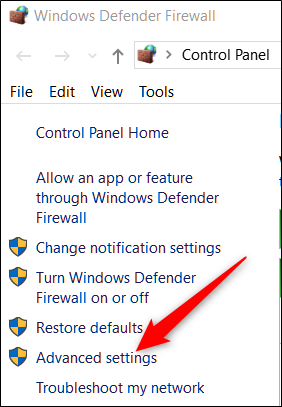 Windows Defender Firewall
Control Panel
File Edit View Tools
Control Panel Home
Allow an app or feature
through Windows Defender
Firewall
Change notification settings
Turn Windows Defender
Firewall on or off
Restore defaults
Advanced settings
Troubleshoot my network